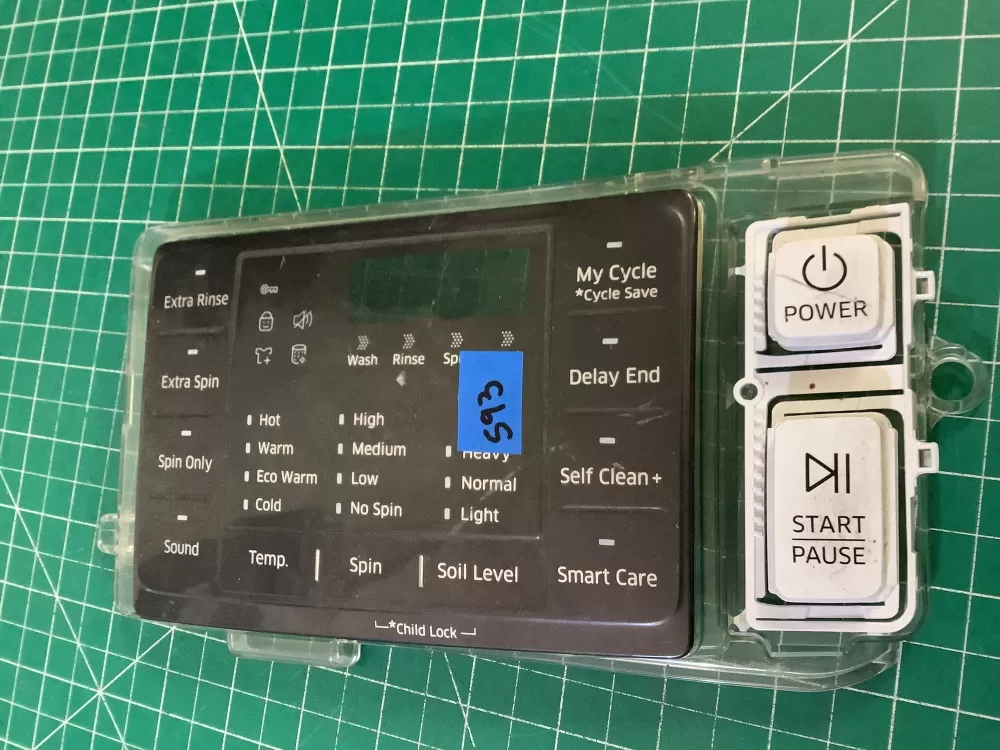 Extra Rinse
Extra Spin
Spin Only
Sound
Wash
Rinse
593
Hot
Warm
Eco Warm
Cold
High
Medium
Low
No Spin
Heavy
Normal
Light
Temp.
Spin
Soil Level
*Child Lock
My Cycle
*Cycle Save
Delay End
Self Clean+
Smart Care
POWER
START
PAUSE